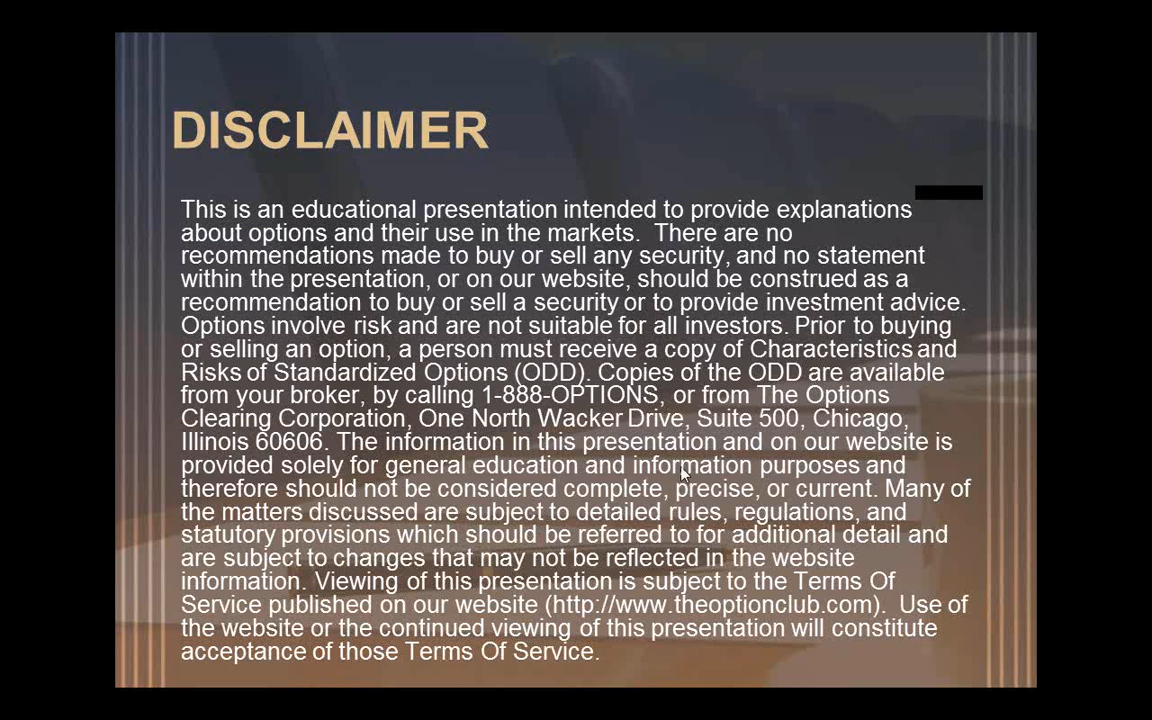 DISCLAIMER
This is an educational presentation intended to provide explanations
about options and their use in the markets.  There are no
recommendations made to buy or sell any security, and no statement
within the presentation, or on our website, should be construed as a
recommendation to buy or sell a security or to provide investment advice.
Options involve risk and are not suitable for all investors. Prior to buying
or selling an option, a person must receive a copy of Characteristics and
Risks of Standardized Options (ODD). Copies of the ODD are available
from your broker, by calling 1-888-OPTIONS, or from The Options
Clearing Corporation, One North Wacker Drive, Suite 500, Chicago,
Illinois 60606. The information in this presentation and on our website is
provided solely for general education and information purposes and
therefore should not be considered complete, precise, or current. Many of
the matters discussed are subject to detailed rules, regulations, and
statutory provisions which should be referred to for additional detail and
are subject to changes that may not be reflected in the website
information. Viewing of this presentation is subject to the Terms Of
Service published on our website (http://www.theoptionclub.com).  Use of
the website or the continued viewing of this presentation will constitute
acceptance of those Terms Of Service.